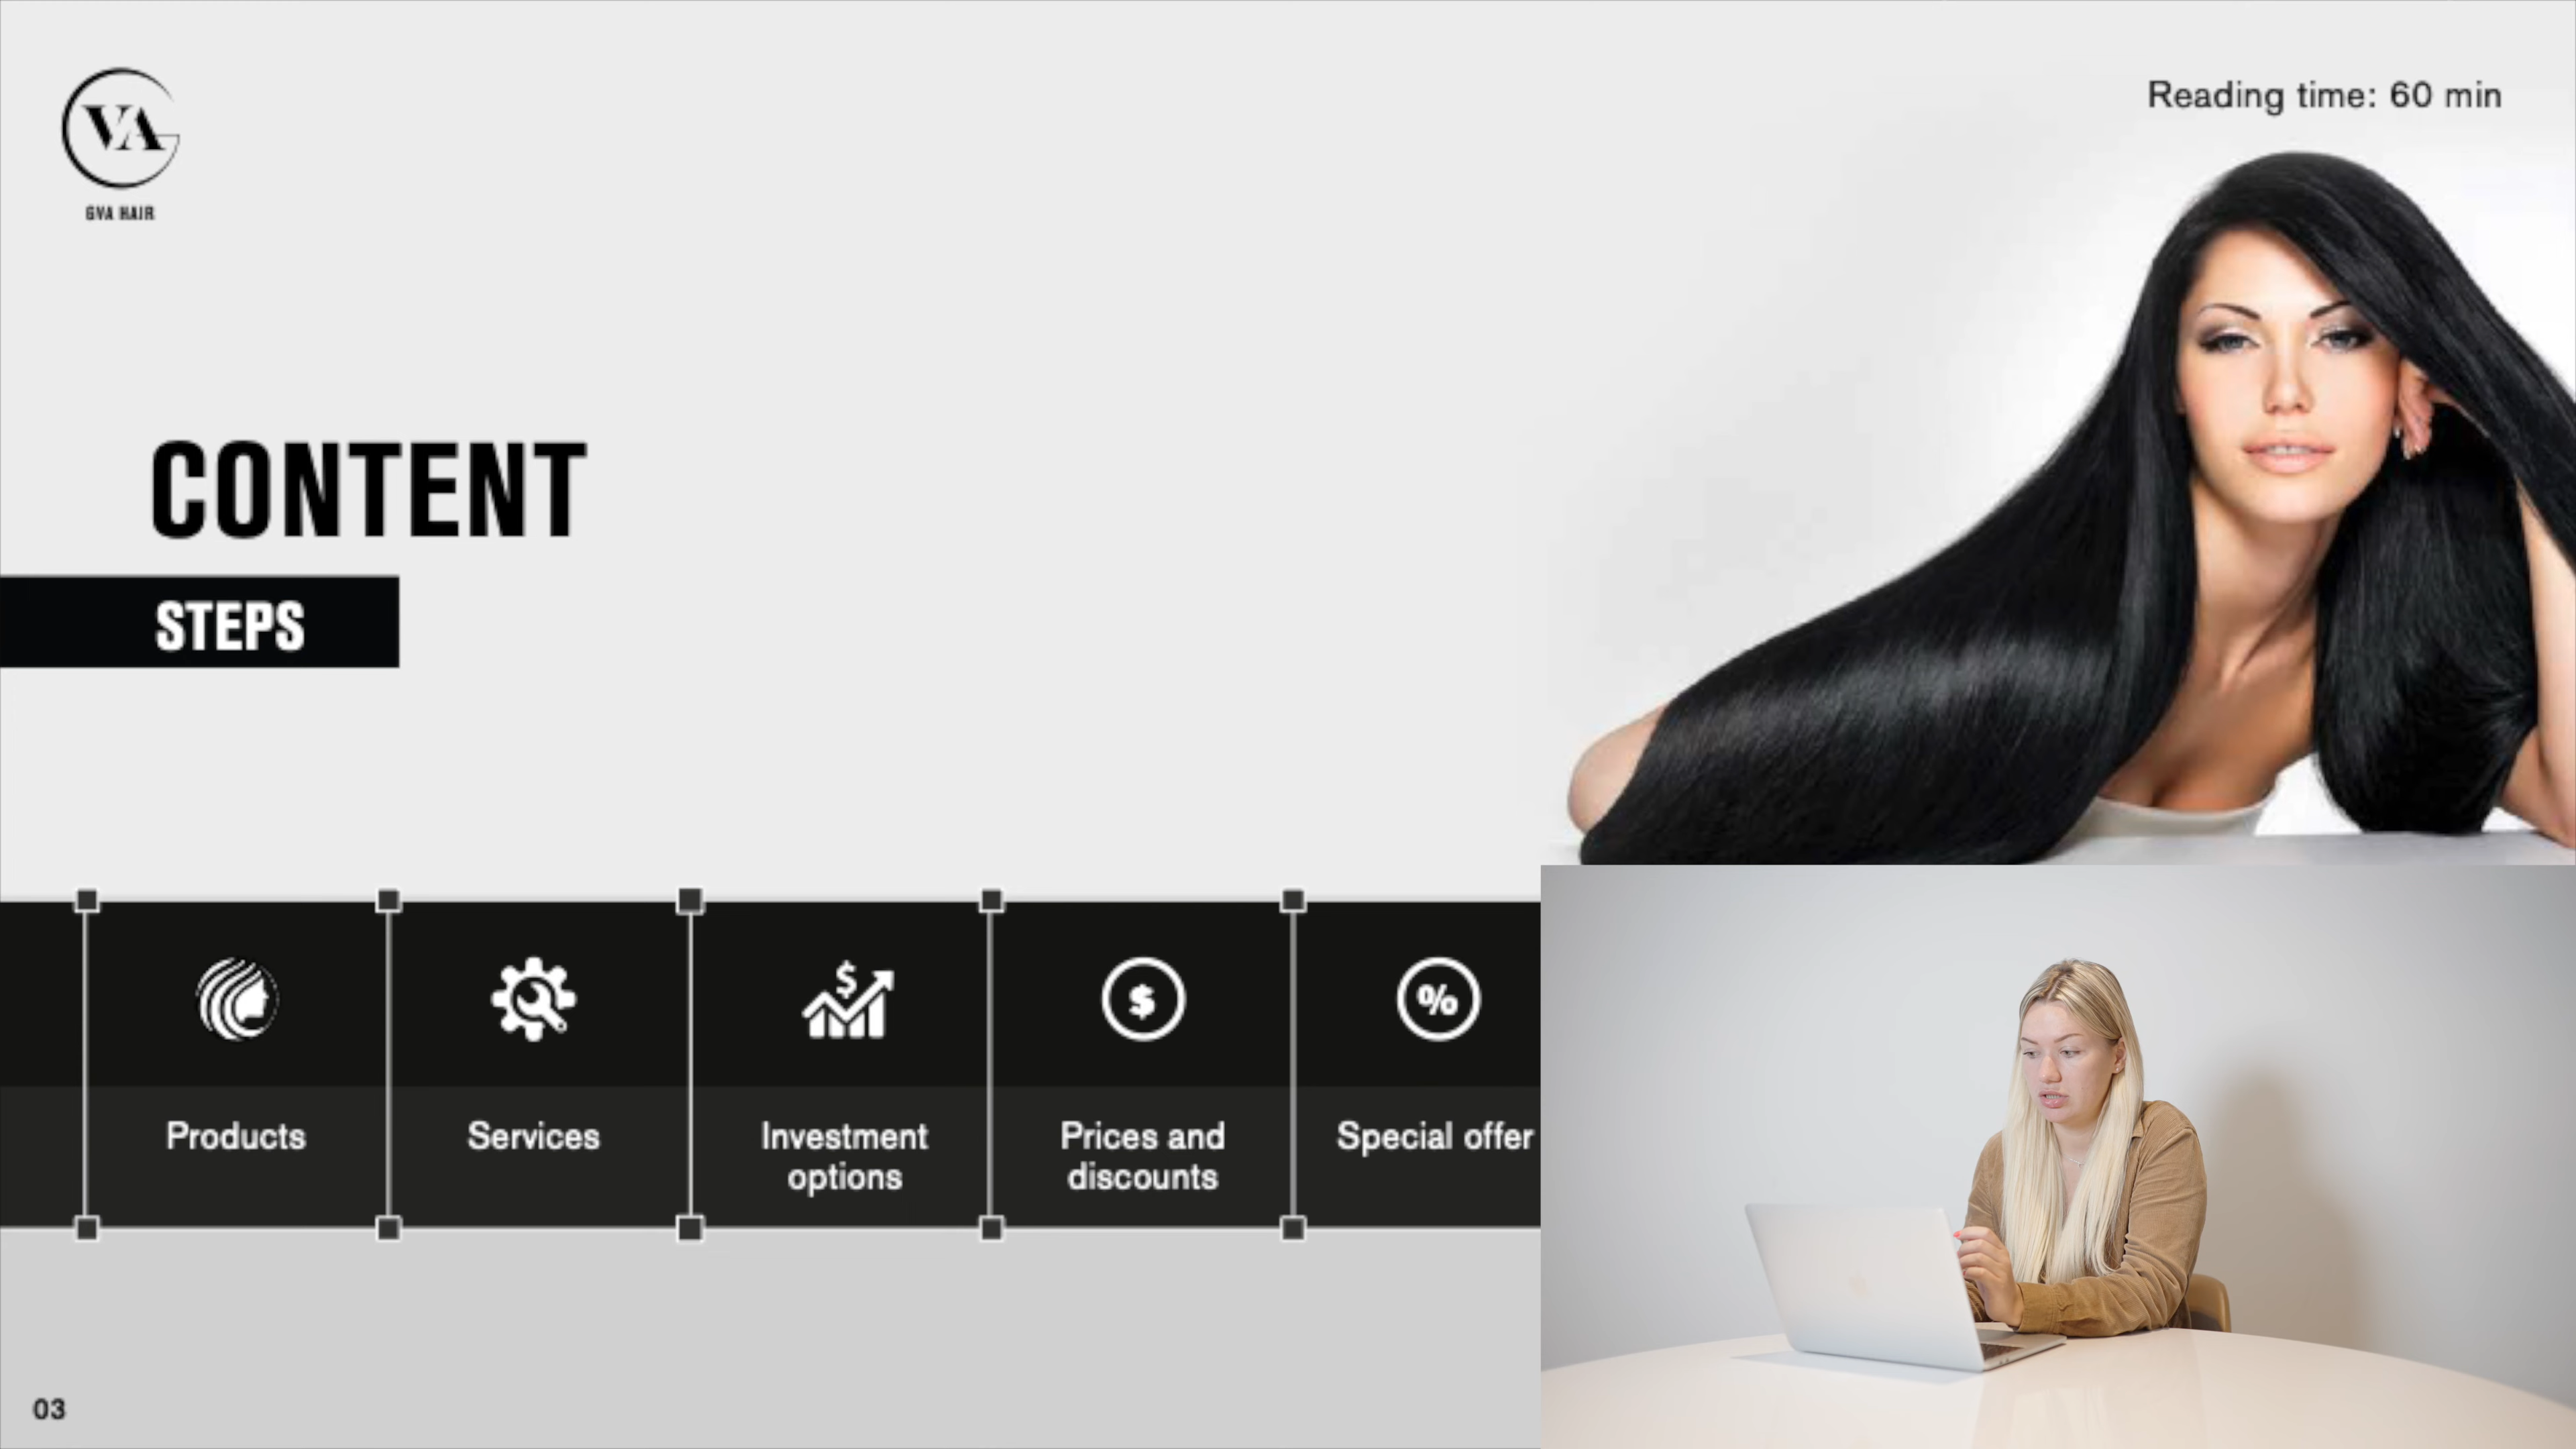 VA
GVA HAIR
Reading time: 60 min
CONTENT
STEPS
Products
Services
Investment
options
Prices and
discounts
Special offer
03